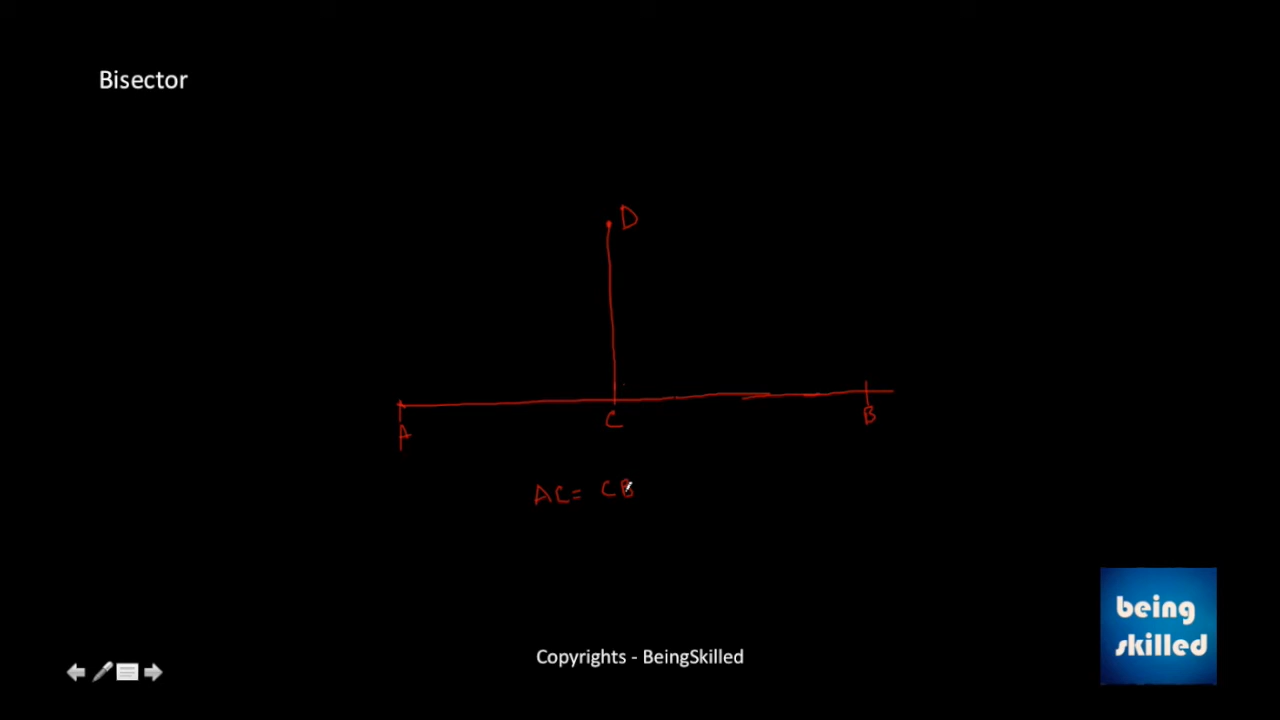 Bisector
D
C
B
A
AC= CB
being
skilled
Copyrights - BeingSkilled